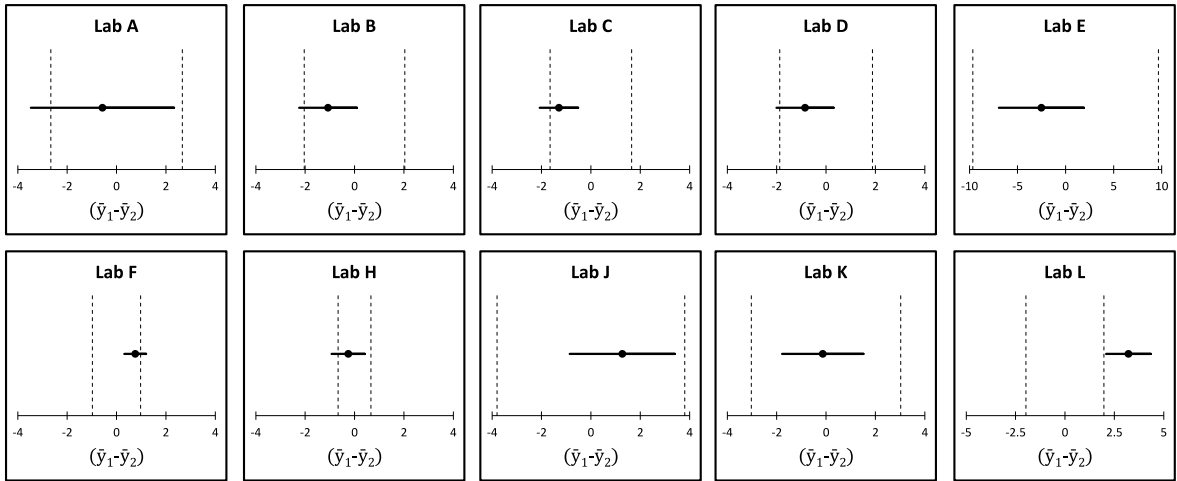 Lab A
-4 -2 0 2 4
(ȳ₁-ȳ₂)
Lab B
-4 -2 0 2 4
(ȳ₁-ȳ₂)
Lab C
-4 -2 0 2 4
(ȳ₁-ȳ₂)
Lab D
-4 -2 0 2 4
(ȳ₁-ȳ₂)
Lab E
-10 -5 0 5 10
(ȳ₁-ȳ₂)
Lab F
-4 -2 0 2 4
(ȳ₁-ȳ₂)
Lab H
-4 -2 0 2 4
(ȳ₁-ȳ₂)
Lab J
-4 -2 0 2 4
(ȳ₁-ȳ₂)
Lab K
-4 -2 0 2 4
(ȳ₁-ȳ₂)
Lab L
-5 -2.5 0 2.5 5
(ȳ₁-ȳ₂)